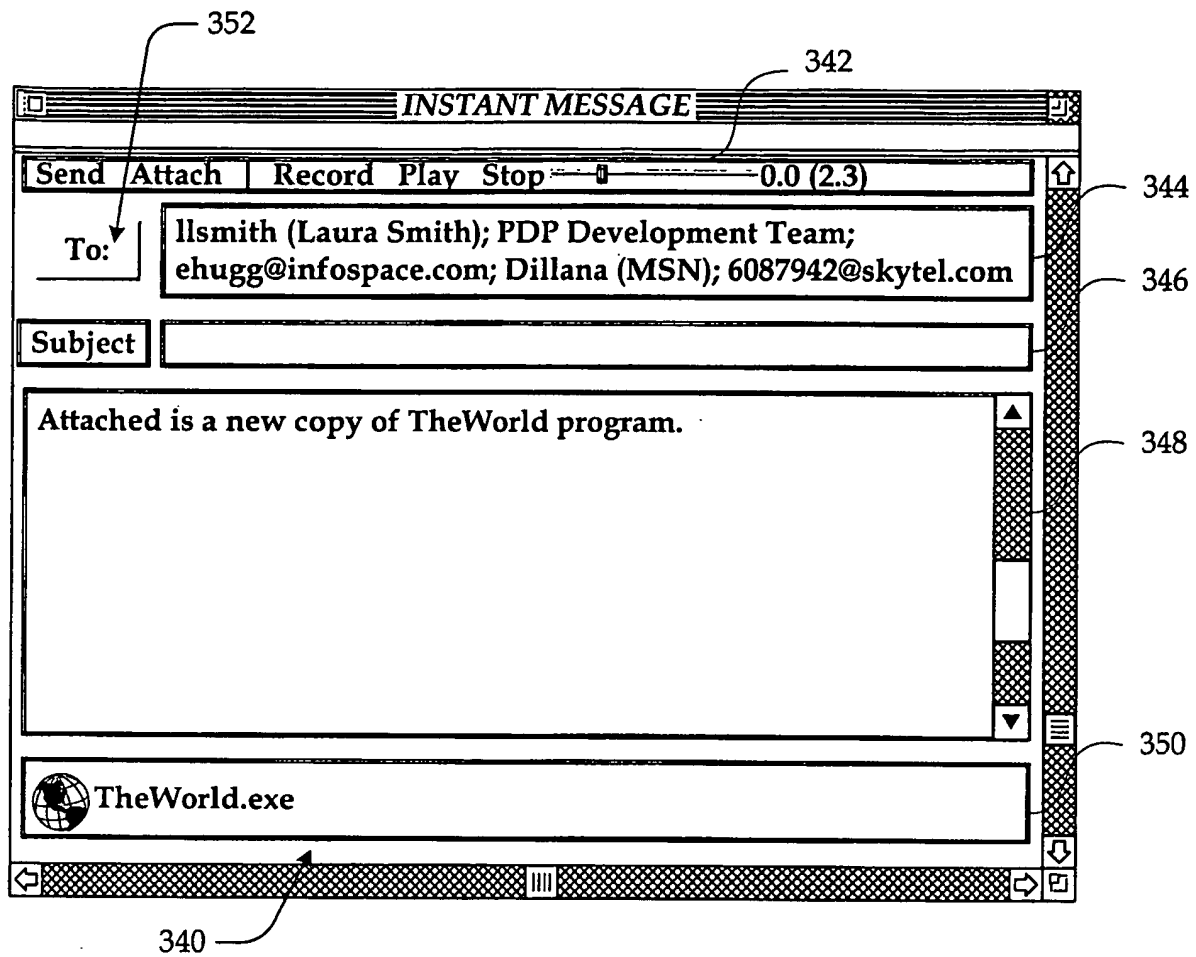 352
342
INSTANT MESSAGE
Send Attach Record Play Stop 0.0 (2.3)
344
To:
llsmith (Laura Smith); PDP Development Team;
ehugg@infospace.com; Dillana (MSN); 6087942@skytel.com
346
Subject
Attached is a new copy of TheWorld program.
348
350
TheWorld.exe
340